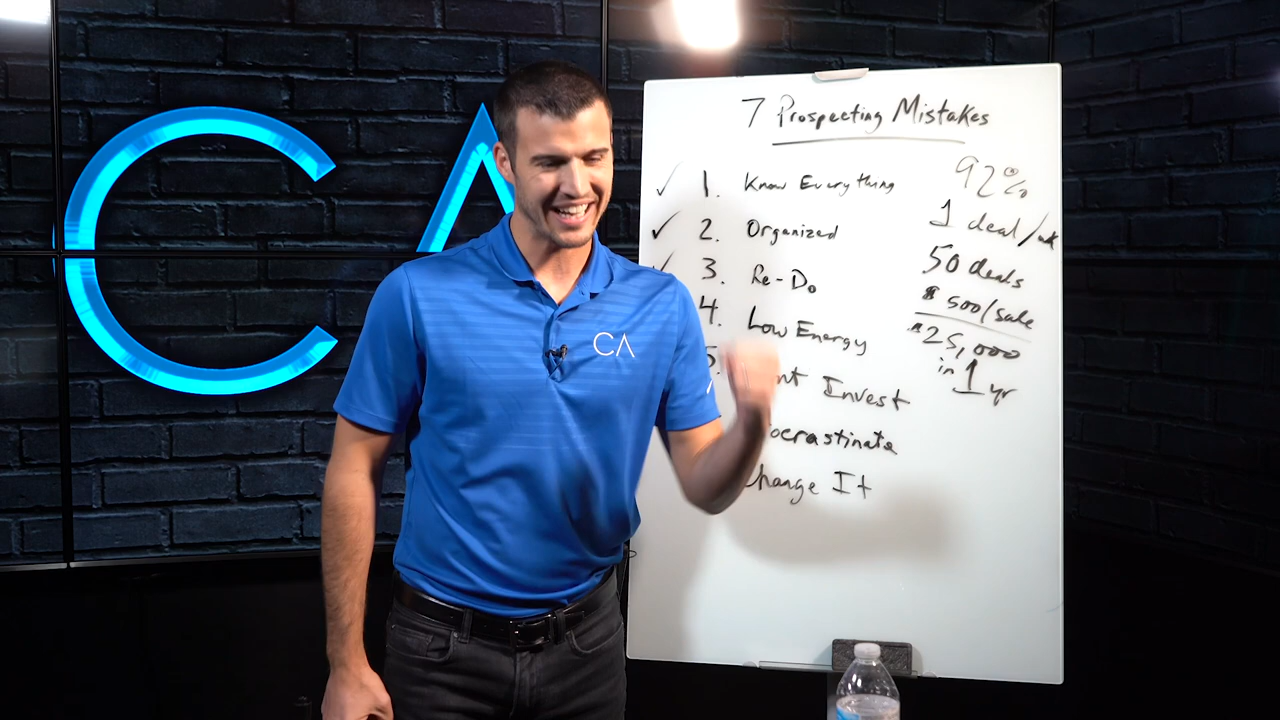 CA
CA
7 Prospecting Mistakes
1. Know Everything
2. Organized
3. Re-Do
4. Low Energy
5. Invest
Change It
92%
1 deal/wk
50 deals
$500/sale
$25,000
in 1 yr